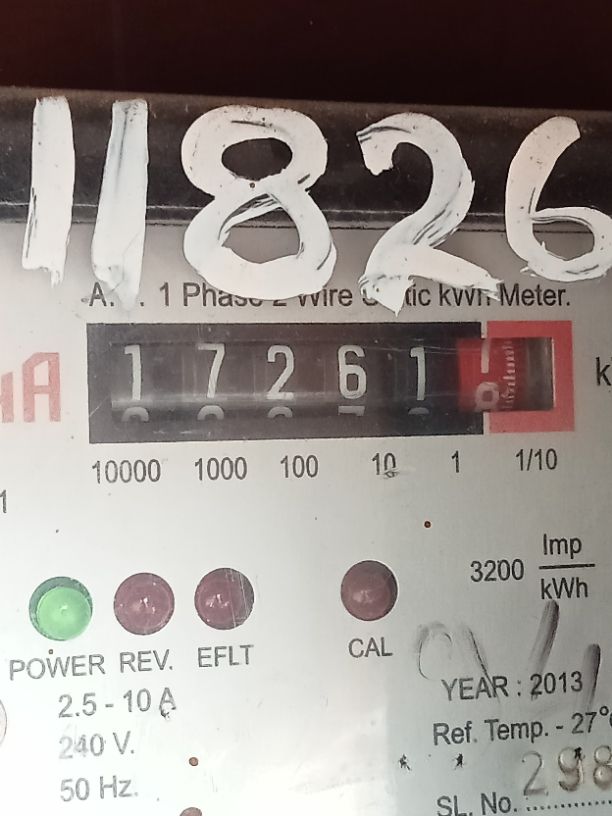 11826
1 Phase 2 Wire kWh Meter.
17261
10000 1000 100 10 1 1/10
3200 Imp
kWh
POWER REV. EFLT CAL
2.5 - 10 A
240 V.
50 Hz.
YEAR : 2013
Ref. Temp. - 27°
298
SL. No.